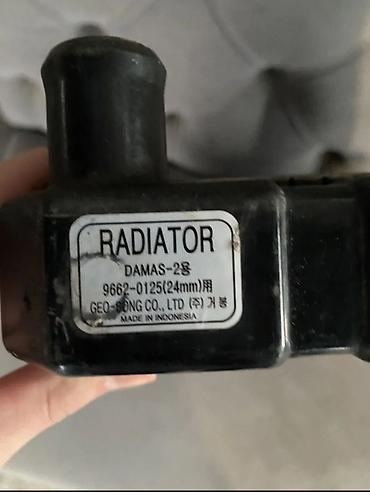 RADIATOR
DAMAS-2용
9662-0125(24mm)用
GEO-BONG CO., LTD (주) 거봉
MADE IN INDONESIA